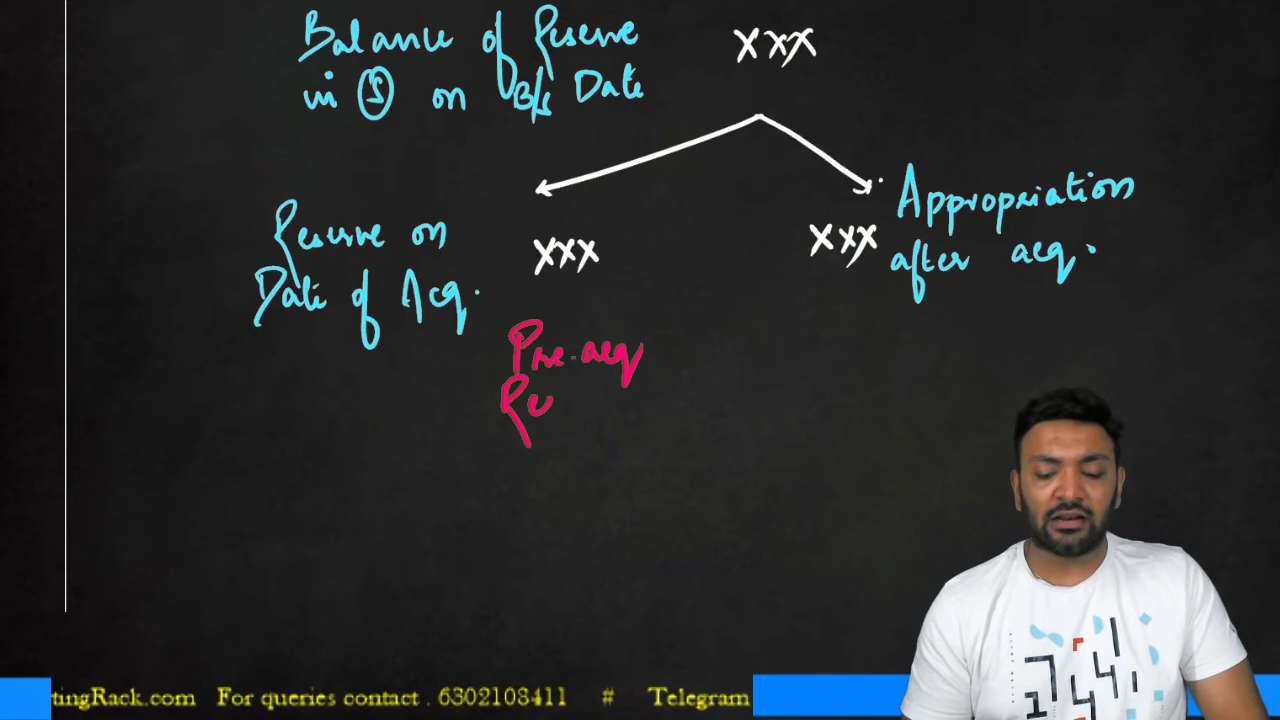 Balance of Reserve
in Ⓢ on B/s Date
xxx
Reserve on
Date of Acq.
xxx
xxx
Appropriation
after acq.
Pre-acq
Re
tingRack.com For queries contact . 6302108411 # Telegram